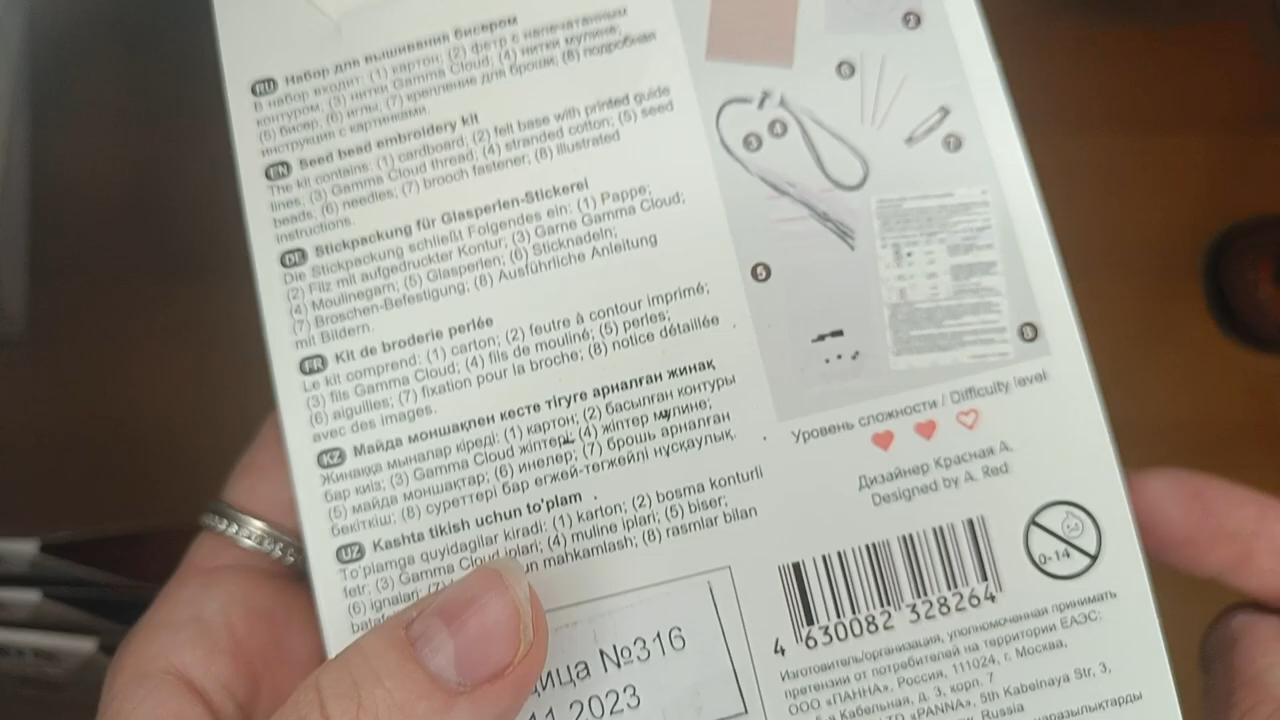 RU Набор для вышивания бисером
В набор входит: (1) картон; (2) фетр с напечатанным
контуром, (3) нитки Gamma Cloud; (4) нитки мулине;
(5) бисер, (6) иглы, (7) крепление для броши; (8) подробная
инструкция с картинками.
EN Seed bead embroidery kit
The kit contains: (1) cardboard; (2) felt base with printed guide
lines, (3) Gamma Cloud thread; (4) stranded cotton; (5) seed
beads; (6) needles; (7) brooch fastener; (8) illustrated
instructions.
DE Stickpackung für Glasperlen-Stickerei
Die Stickpackung schließt Folgendes ein: (1) Pappe;
(2) Filz mit aufgedruckter Kontur; (3) Garne Gamma Cloud;
(4) Moulinegarn; (5) Glasperlen; (6) Sticknadeln;
(7) Broschen-Befestigung; (8) Ausführliche Anleitung
mit Bildern.
FR Kit de broderie perlée
Le kit comprend: (1) carton; (2) feutre à contour imprimé;
(3) fils Gamma Cloud; (4) fils de mouliné; (5) perles;
(6) aiguilles; (7) fixation pour la broche; (8) notice détaillée
avec des images.
KZ Майда моншақпен кесте тігуге арналған жинақ
Жинаққа мыналар кіреді: (1) картон; (2) басылған контуры
бар киіз; (3) Gamma Cloud жіптері; (4) жіптер мулине;
(5) майда моншақтар; (6) инелер; (7) брошь арналған
бекіткіш; (8) суреттері бар егжей-тегжейлі нұсқаулық.
UZ Kashta tikish uchun to'plam
To'plamga quyidagilar kiradi: (1) karton; (2) bosma konturli
fetr; (3) Gamma Cloud iplari; (4) muline iplari; (5) biser;
(6) ignalari; mahkamlash; (8) rasmlar bilan
2
6
3 4
7
5
8
Уровень сложности / Difficulty level
Дизайнер Красная А.
Designed by A. Red
0-14
4 630082 328264
№316
2023
Изготовитель/организация, уполномоченная принимать
претензии от потребителей на территории ЕАЭС:
ООО «ПАННА», Россия, 111024, г. Москва,
Кабельная, д. 3, корп. 7
«PANNA», 5th Kabelnaya Str, 3,
Russia